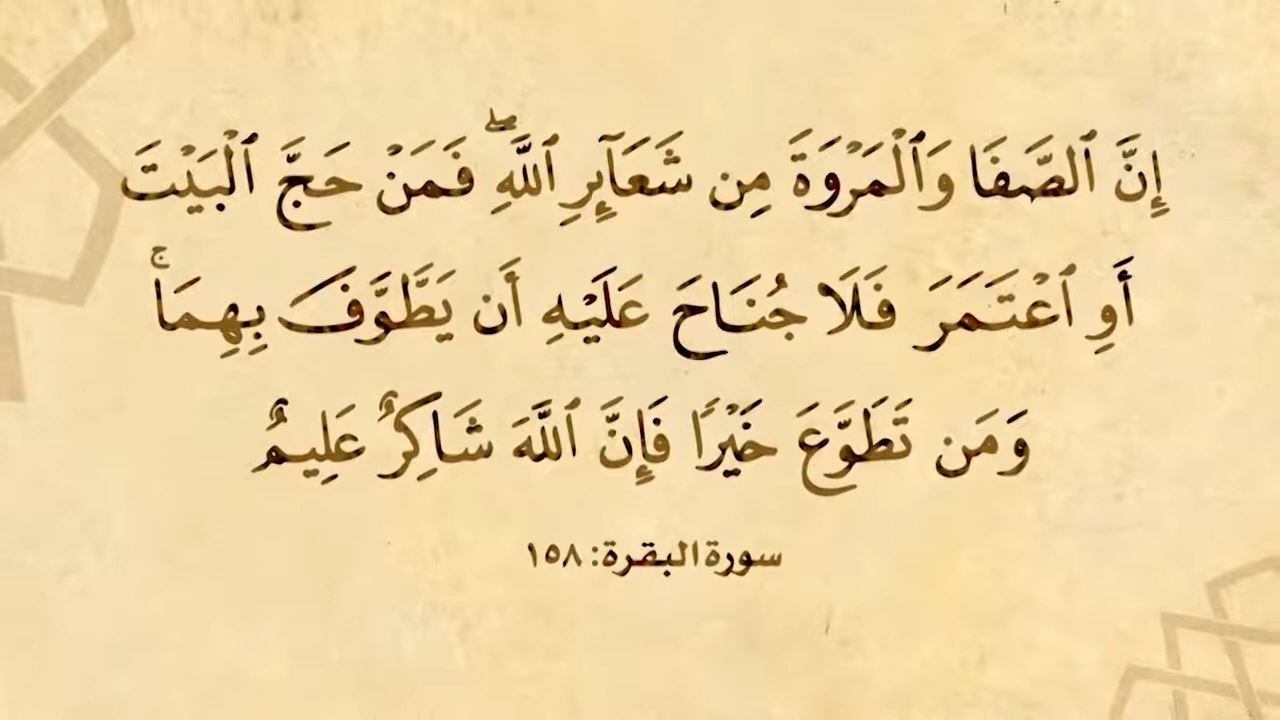 إِنَّ ٱلصَّفَا وَٱلْمَرْوَةَ مِن شَعَآئِرِ ٱللَّهِ ۖ فَمَنْ حَجَّ ٱلْبَيْتَ
أَوِ ٱعْتَمَرَ فَلَا جُنَاحَ عَلَيْهِ أَن يَطَّوَّفَ بِهِمَا ۚ
وَمَن تَطَوَّعَ خَيْرًا فَإِنَّ ٱللَّهَ شَاكِرٌ عَلِيمٌ
سورة البقرة: ١٥٨